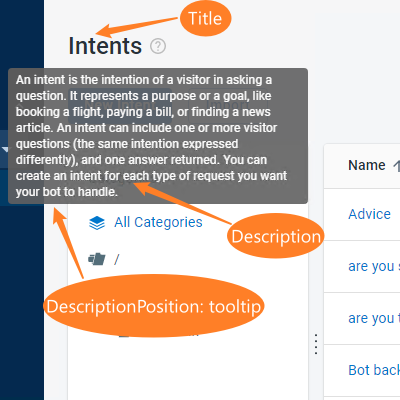 Title
Intents ?
An intent is the intention of a visitor in asking a
question. It represents a purpose or a goal, like
booking a flight, paying a bill, or finding a news
article. An intent can include one or more visitor
questions (the same intention expressed
differently), and one answer returned. You can
create an intent for each type of request you want
your bot to handle.
Name
All Categories
Advice
Description
/
are you s
DescriptionPosition: tooltip
are you t
Bot back